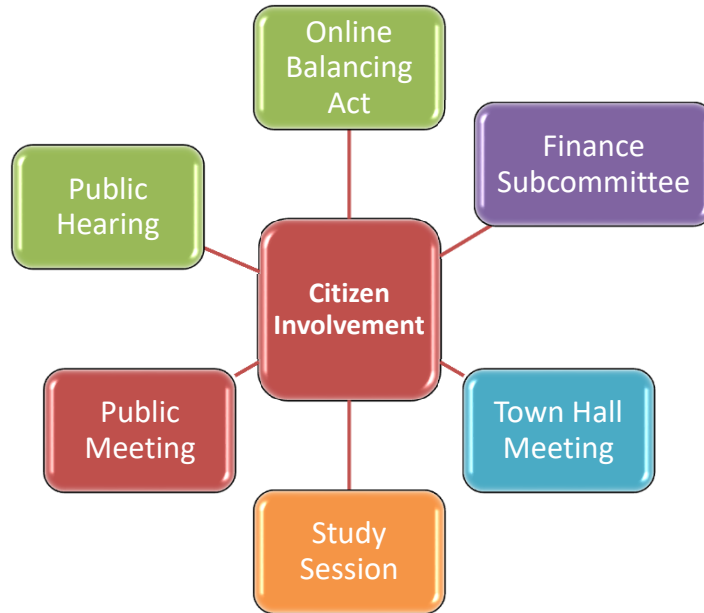 Online
Balancing
Act
Finance
Subcommittee
Public
Hearing
Citizen
Involvement
Public
Meeting
Town Hall
Meeting
Study
Session